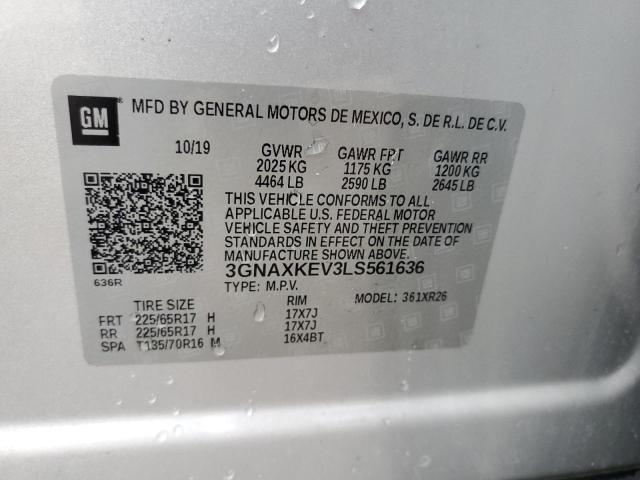 GM
MFD BY GENERAL MOTORS DE MEXICO, S. DE R.L. DE C.V.
10/19 GVWR GAWR FRT GAWR RR
2025 KG 1175 KG 1200 KG
4464 LB 2590 LB 2645 LB
THIS VEHICLE CONFORMS TO ALL
APPLICABLE U.S. FEDERAL MOTOR
VEHICLE SAFETY AND THEFT PREVENTION
STANDARDS IN EFFECT ON THE DATE OF
MANUFACTURE SHOWN ABOVE.
636R 3GNAXKEV3LS561636
TYPE: M.P.V. MODEL: 361XR26
TIRE SIZE RIM
FRT 225/65R17 H 17X7J
RR 225/65R17 H 17X7J
SPA T135/70R16 M 16X4BT